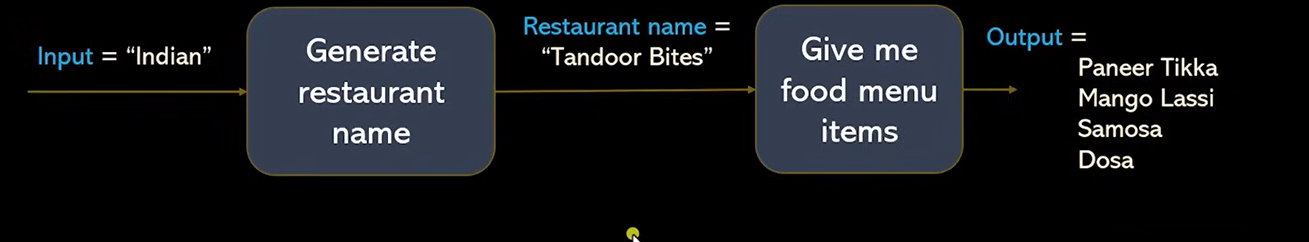 Input = “Indian”
Generate
restaurant
name
Restaurant name =
“Tandoor Bites”
Give me
food menu
items
Output =
Paneer Tikka
Mango Lassi
Samosa
Dosa